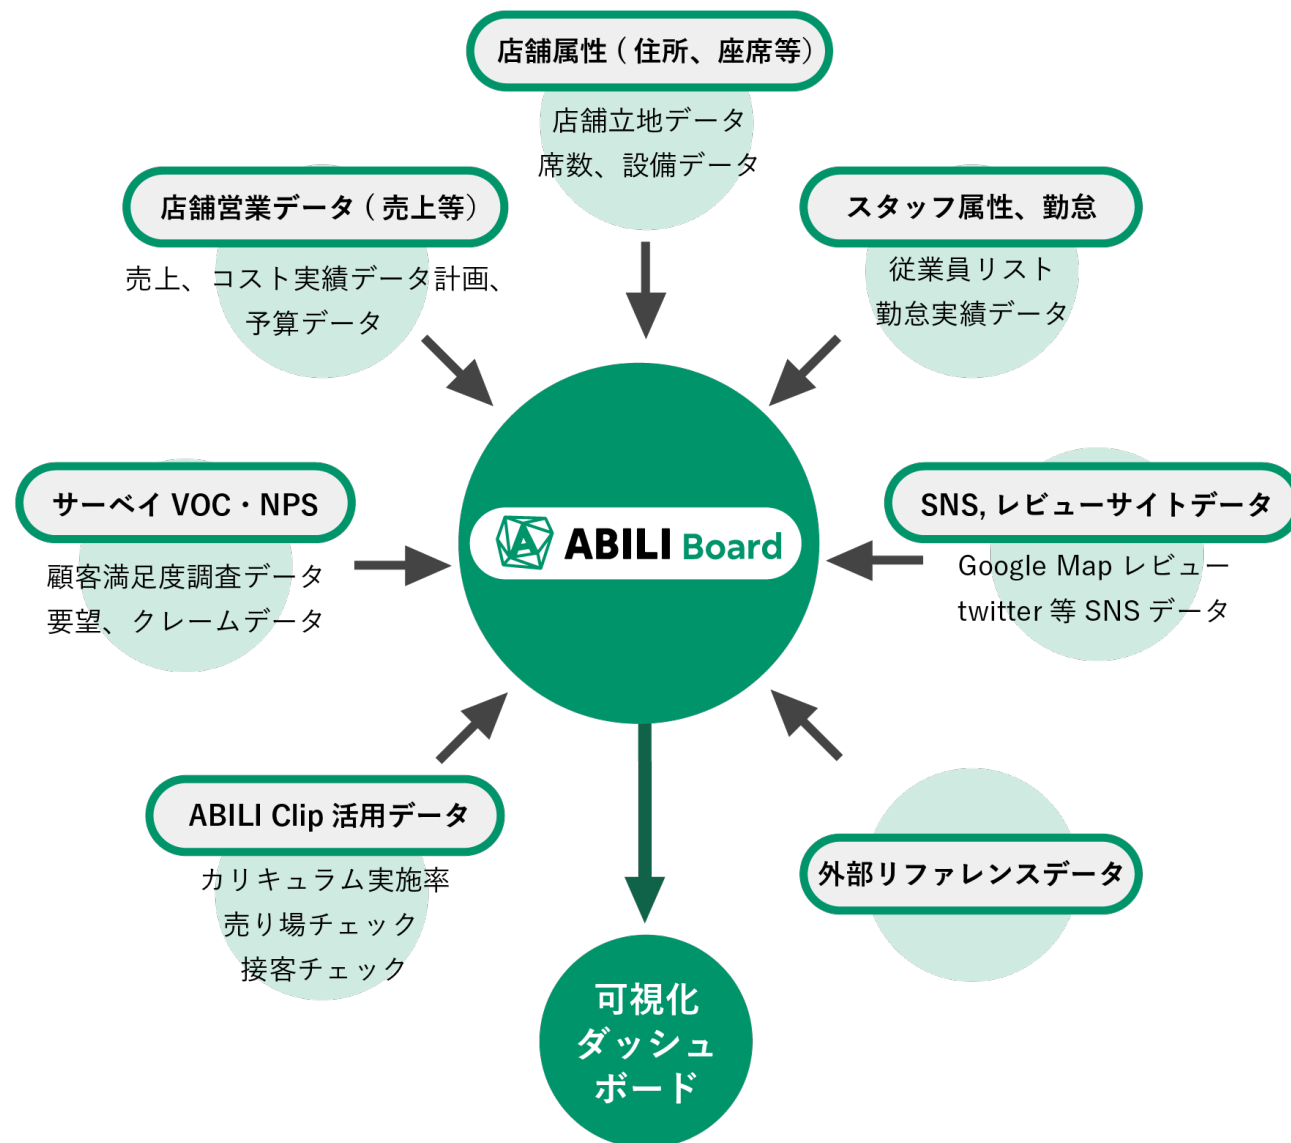 店舗属性 ( 住所、座席等)
店舗立地データ
席数、設備データ
店舗営業データ ( 売上等)
売上、コスト実績データ計画、
予算データ
スタッフ属性、勤怠
従業員リスト
勤怠実績データ
サーベイ VOC・NPS
顧客満足度調査データ
要望、クレームデータ
ABILI Board
SNS, レビューサイトデータ
Google Map レビュー
twitter 等 SNS データ
ABILI Clip 活用データ
カリキュラム実施率
売り場チェック
接客チェック
外部リファレンスデータ
可視化
ダッシュ
ボード